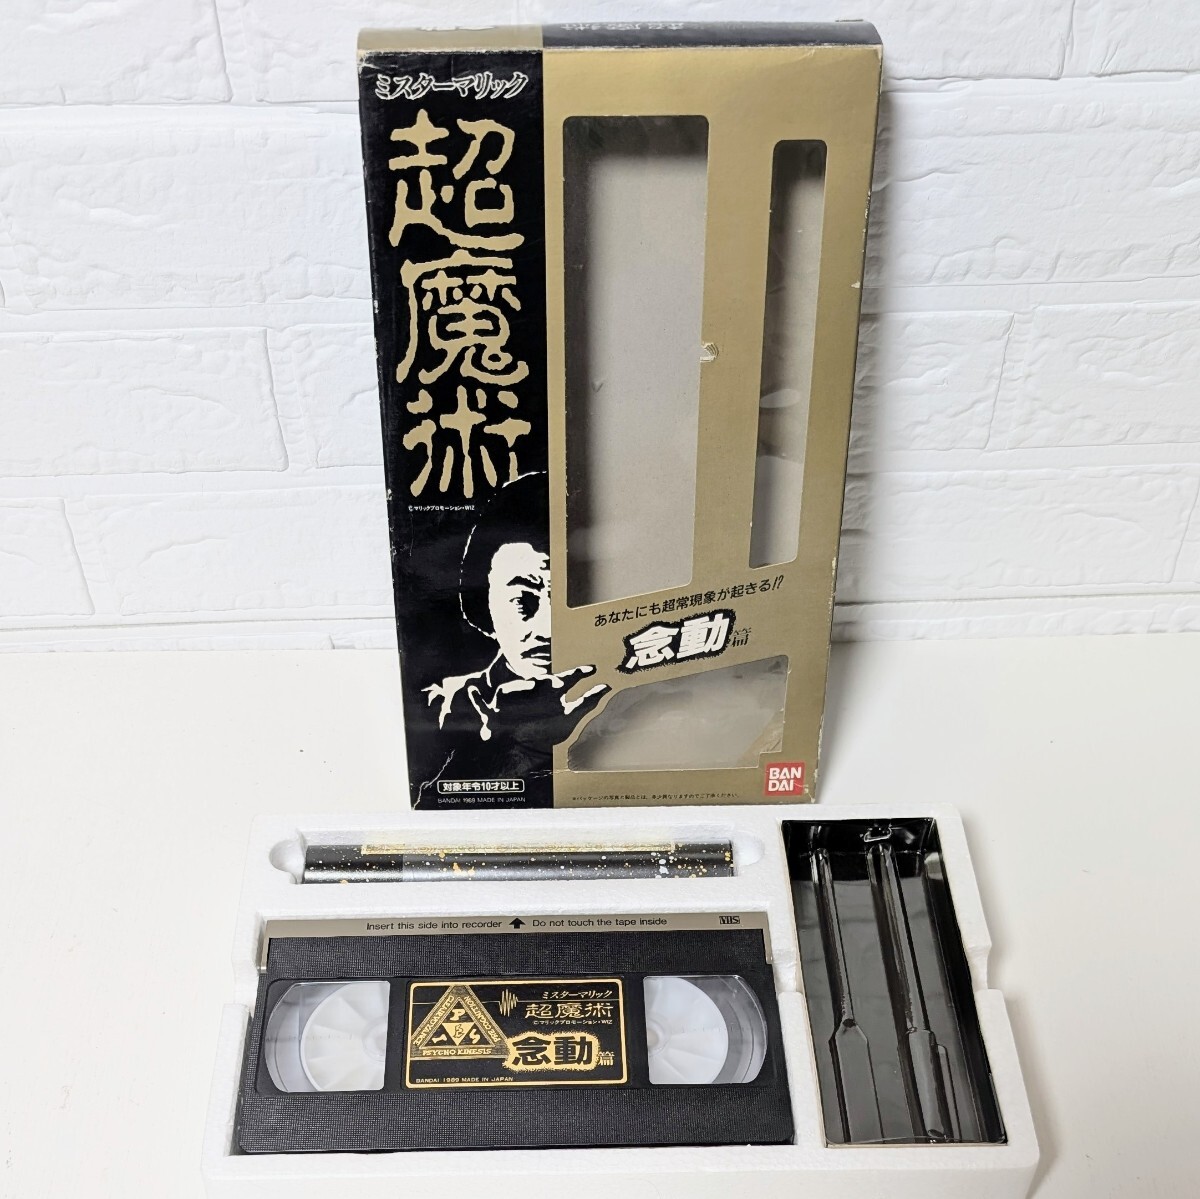 ミスターマリック
超魔術
©マリックプロモーション・WIZ
あなたにも超常現象が起きる!?
念動篇
対象年令10才以上
BANDAI 1989 MADE IN JAPAN
BAN
DAI
Insert this side into recorder Do not touch the tape inside
VHS
CLAIRVOYANCE
PRECOGNITION
PSYCHO KINESIS
P
ミスターマリック
超魔術
©マリックプロモーション・WIZ
念動篇
BANDAI 1989 MADE IN JAPAN